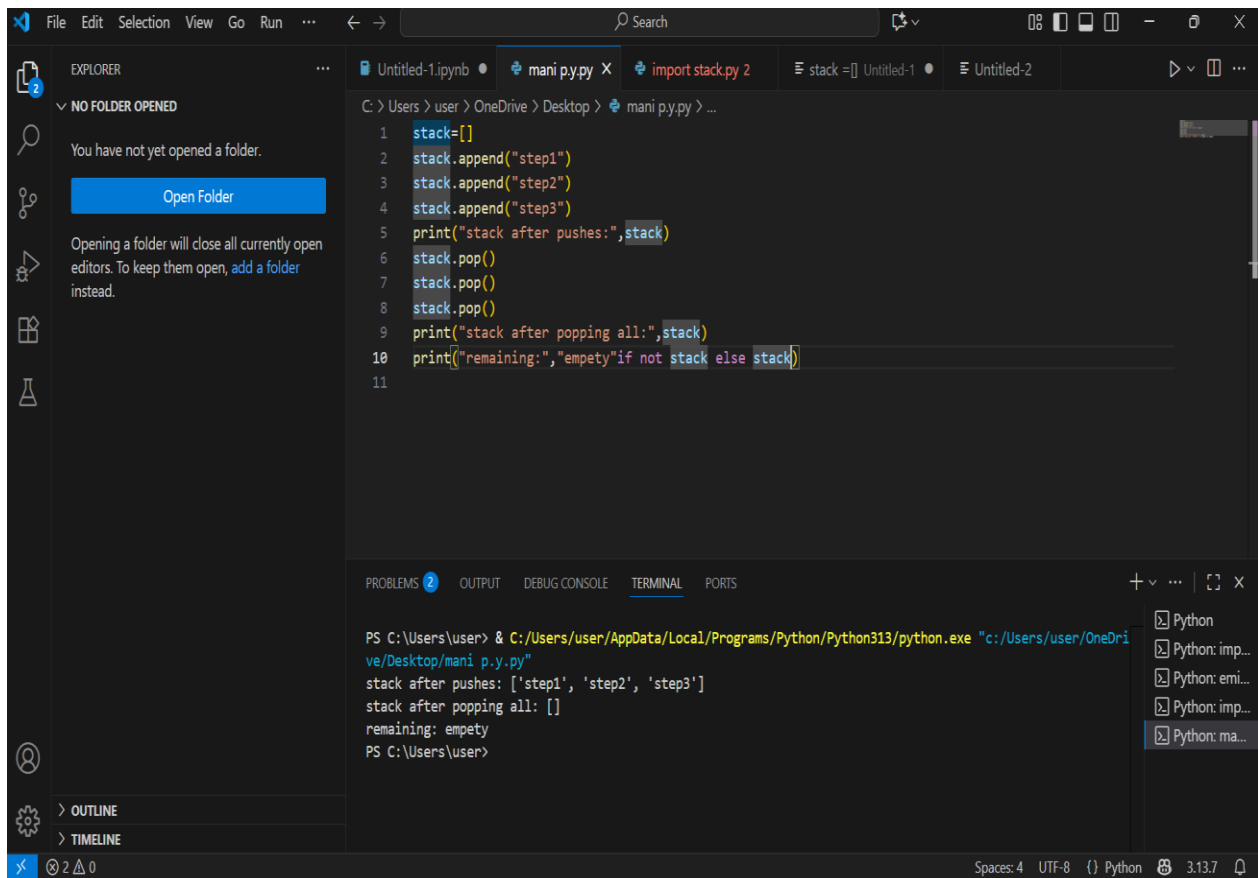 File Edit Selection View Go Run ··· ← → Search
EXPLORER ···
Untitled-1.ipynb ● mani p.y.py X import stack.py 2 stack =[] Untitled-1 ● Untitled-2
2
NO FOLDER OPENED
You have not yet opened a folder.
Open Folder
Opening a folder will close all currently open
editors. To keep them open, add a folder
instead.
C: > Users > user > OneDrive > Desktop > mani p.y.py > ...
1 stack=[]
2 stack.append("step1")
3 stack.append("step2")
4 stack.append("step3")
5 print("stack after pushes:",stack)
6 stack.pop()
7 stack.pop()
8 stack.pop()
9 print("stack after popping all:",stack)
10 print("remaining:","empety"if not stack else stack)
11
PROBLEMS 2 OUTPUT DEBUG CONSOLE TERMINAL PORTS
PS C:\Users\user> & C:/Users/user/AppData/Local/Programs/Python/Python313/python.exe "c:/Users/user/OneDri
ve/Desktop/mani p.y.py"
stack after pushes: ['step1', 'step2', 'step3']
stack after popping all: []
remaining: empety
PS C:\Users\user>
Python
Python: imp...
Python: emi...
Python: imp...
Python: ma...
> OUTLINE
> TIMELINE
2 0 Spaces: 4 UTF-8 {} Python 3.13.7